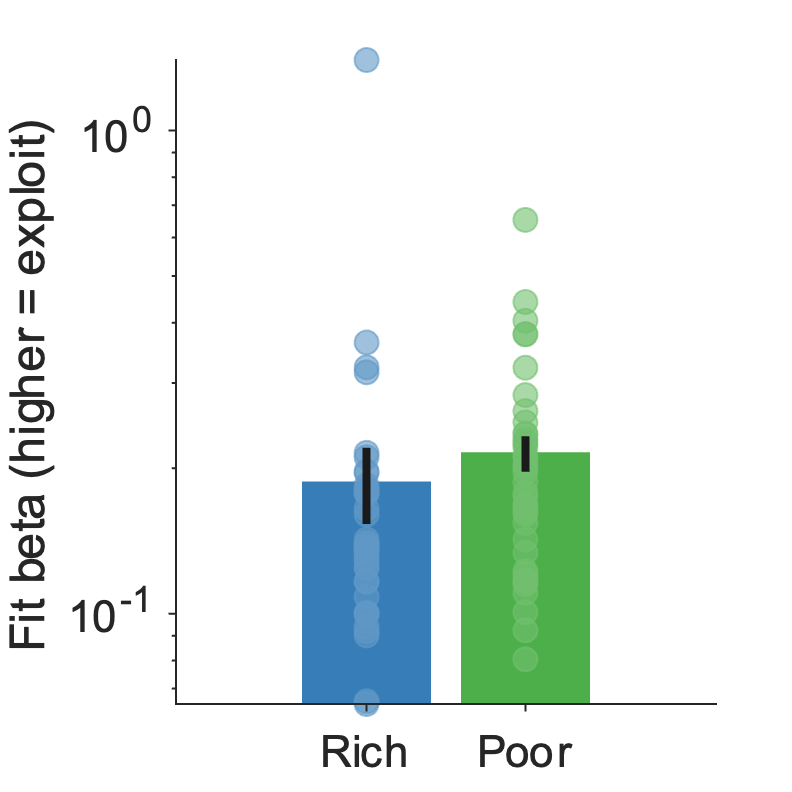 Fit beta (higher = exploit)
10^0
10^-1
Rich
Poor